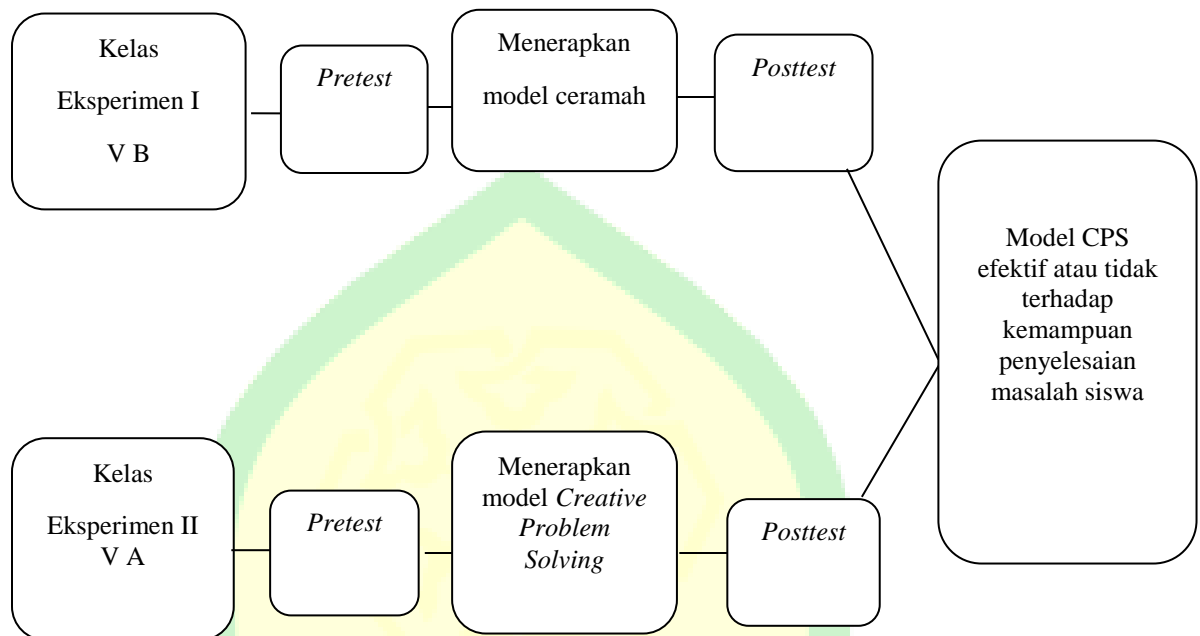 Kelas
Eksperimen I
V B
Pretest
Menerapkan
model ceramah
Posttest
Kelas
Eksperimen II
V A
Pretest
Menerapkan
model Creative
Problem
Solving
Posttest
Model CPS
efektif atau tidak
terhadap
kemampuan
penyelesaian
masalah siswa